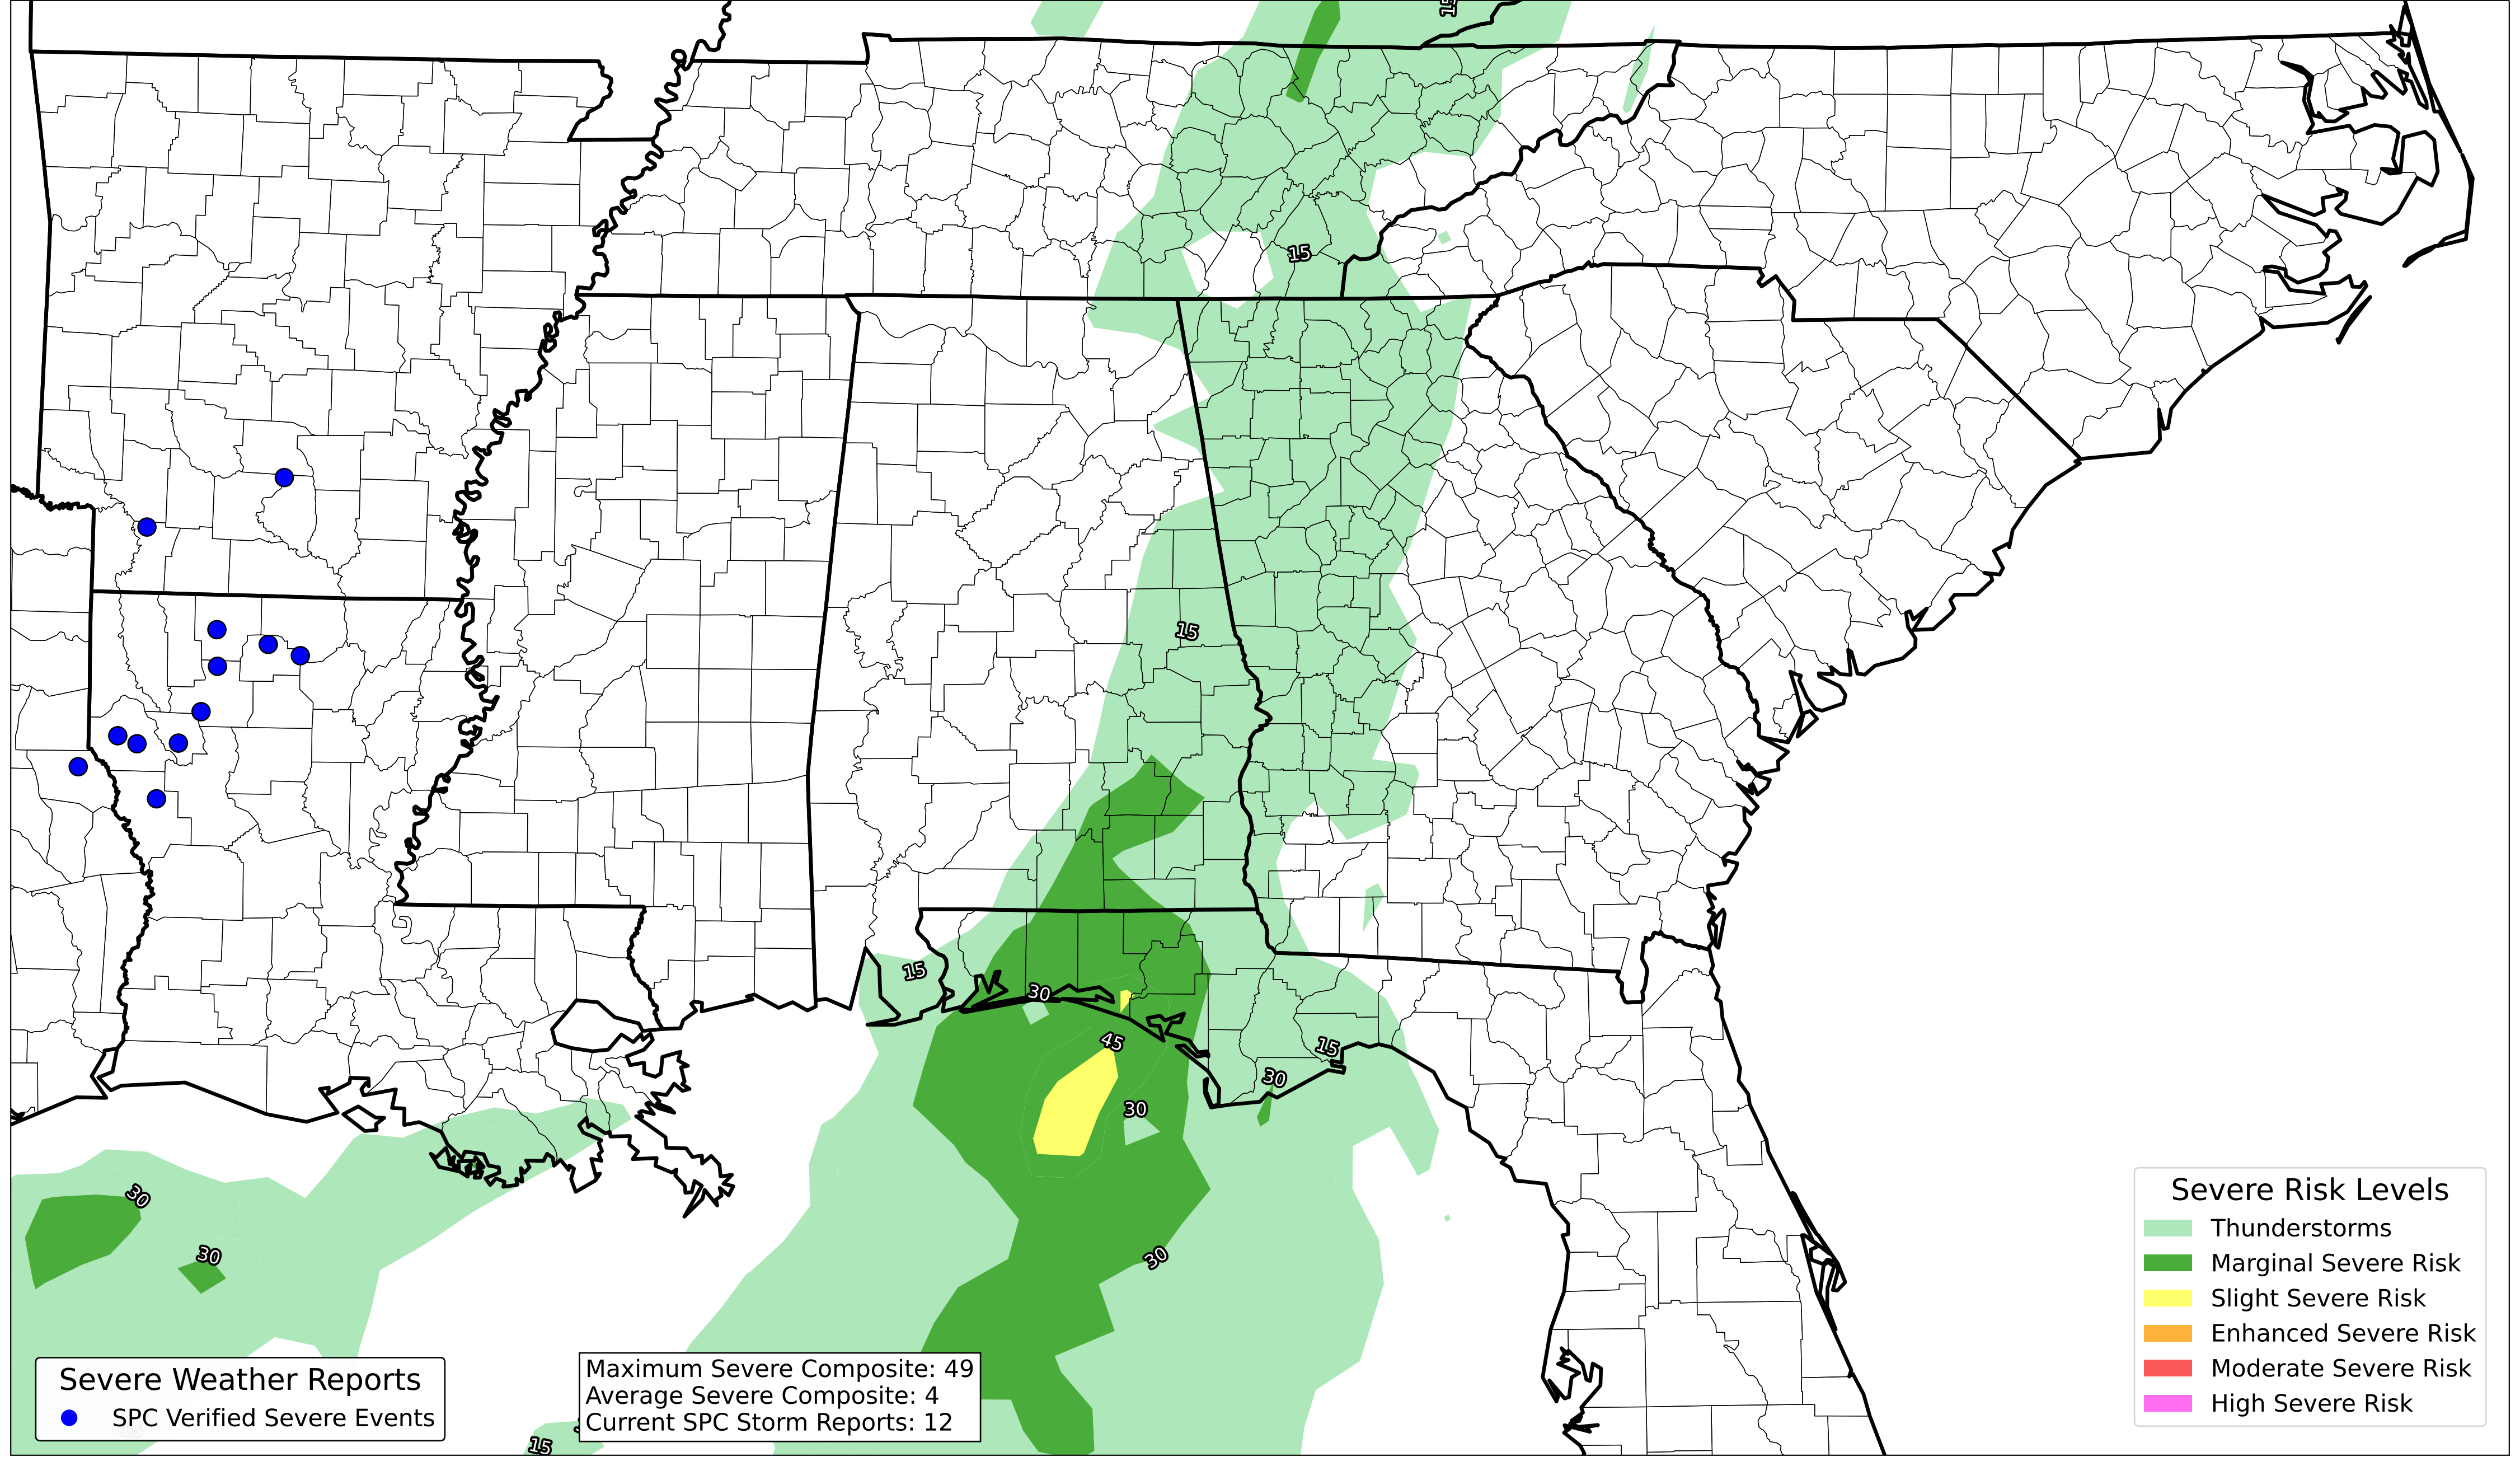 15
15
15
15
30
45
15
30
30
30
30
30
15
Severe Risk Levels
Thunderstorms
Marginal Severe Risk
Slight Severe Risk
Enhanced Severe Risk
Moderate Severe Risk
High Severe Risk
Severe Weather Reports
SPC Verified Severe Events
Maximum Severe Composite: 49
Average Severe Composite: 4
Current SPC Storm Reports: 12